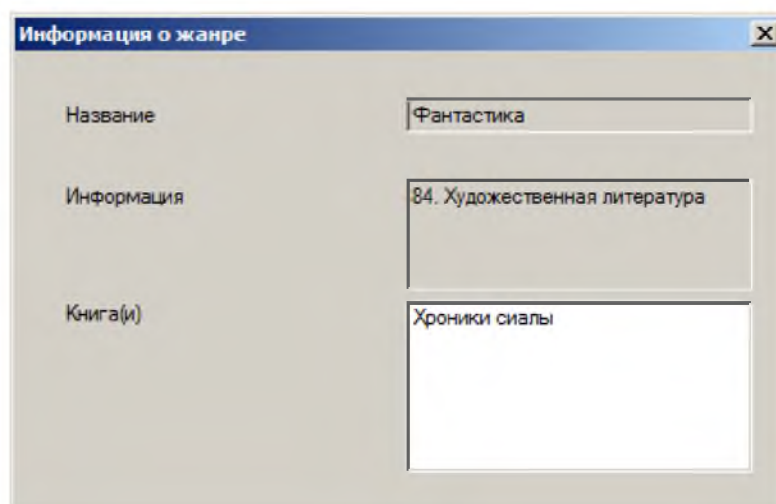 Информация о жанре
Название
Фантастика
Информация
84. Художественная литература
Книга(и)
Хроники сиалы